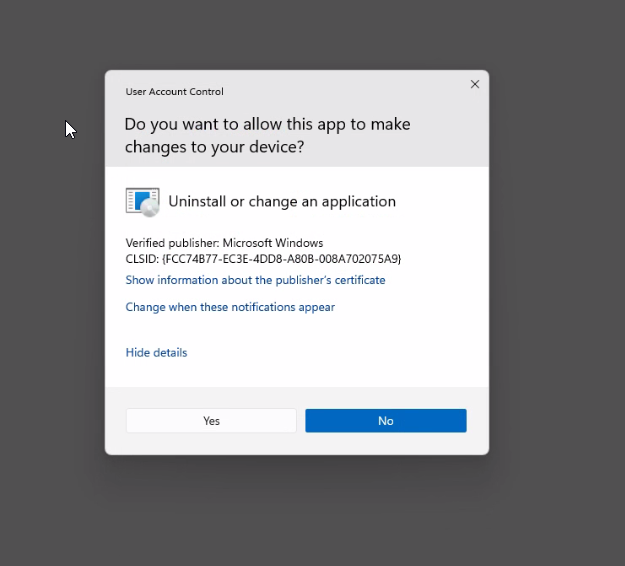 User Account Control
Do you want to allow this app to make
changes to your device?
Uninstall or change an application
Verified publisher: Microsoft Windows
CLSID: {FCC74B77-EC3E-4DD8-A80B-008A702075A9}
Show information about the publisher's certificate
Change when these notifications appear
Hide details
Yes
No